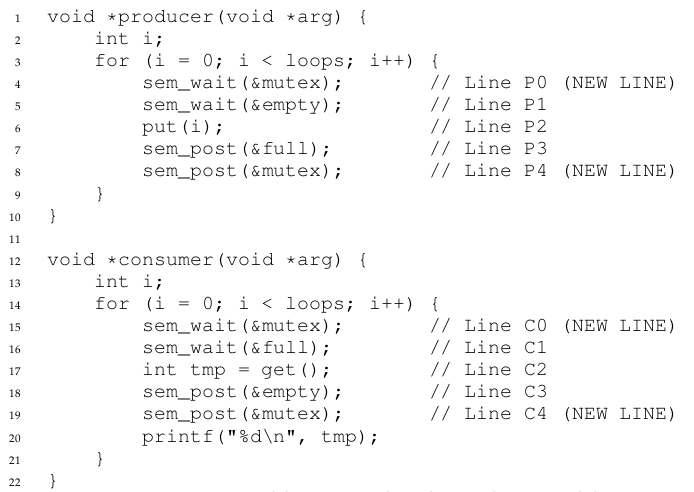 1 void *producer(void *arg) {
2 int i;
3 for (i = 0; i < loops; i++) {
4 sem_wait(&mutex); // Line P0 (NEW LINE)
5 sem_wait(&empty); // Line P1
6 put(i); // Line P2
7 sem_post(&full); // Line P3
8 sem_post(&mutex); // Line P4 (NEW LINE)
9 }
10 }
11
12 void *consumer(void *arg) {
13 int i;
14 for (i = 0; i < loops; i++) {
15 sem_wait(&mutex); // Line C0 (NEW LINE)
16 sem_wait(&full); // Line C1
17 int tmp = get(); // Line C2
18 sem_post(&empty); // Line C3
19 sem_post(&mutex); // Line C4 (NEW LINE)
20 printf("%d\n", tmp);
21 }
22 }